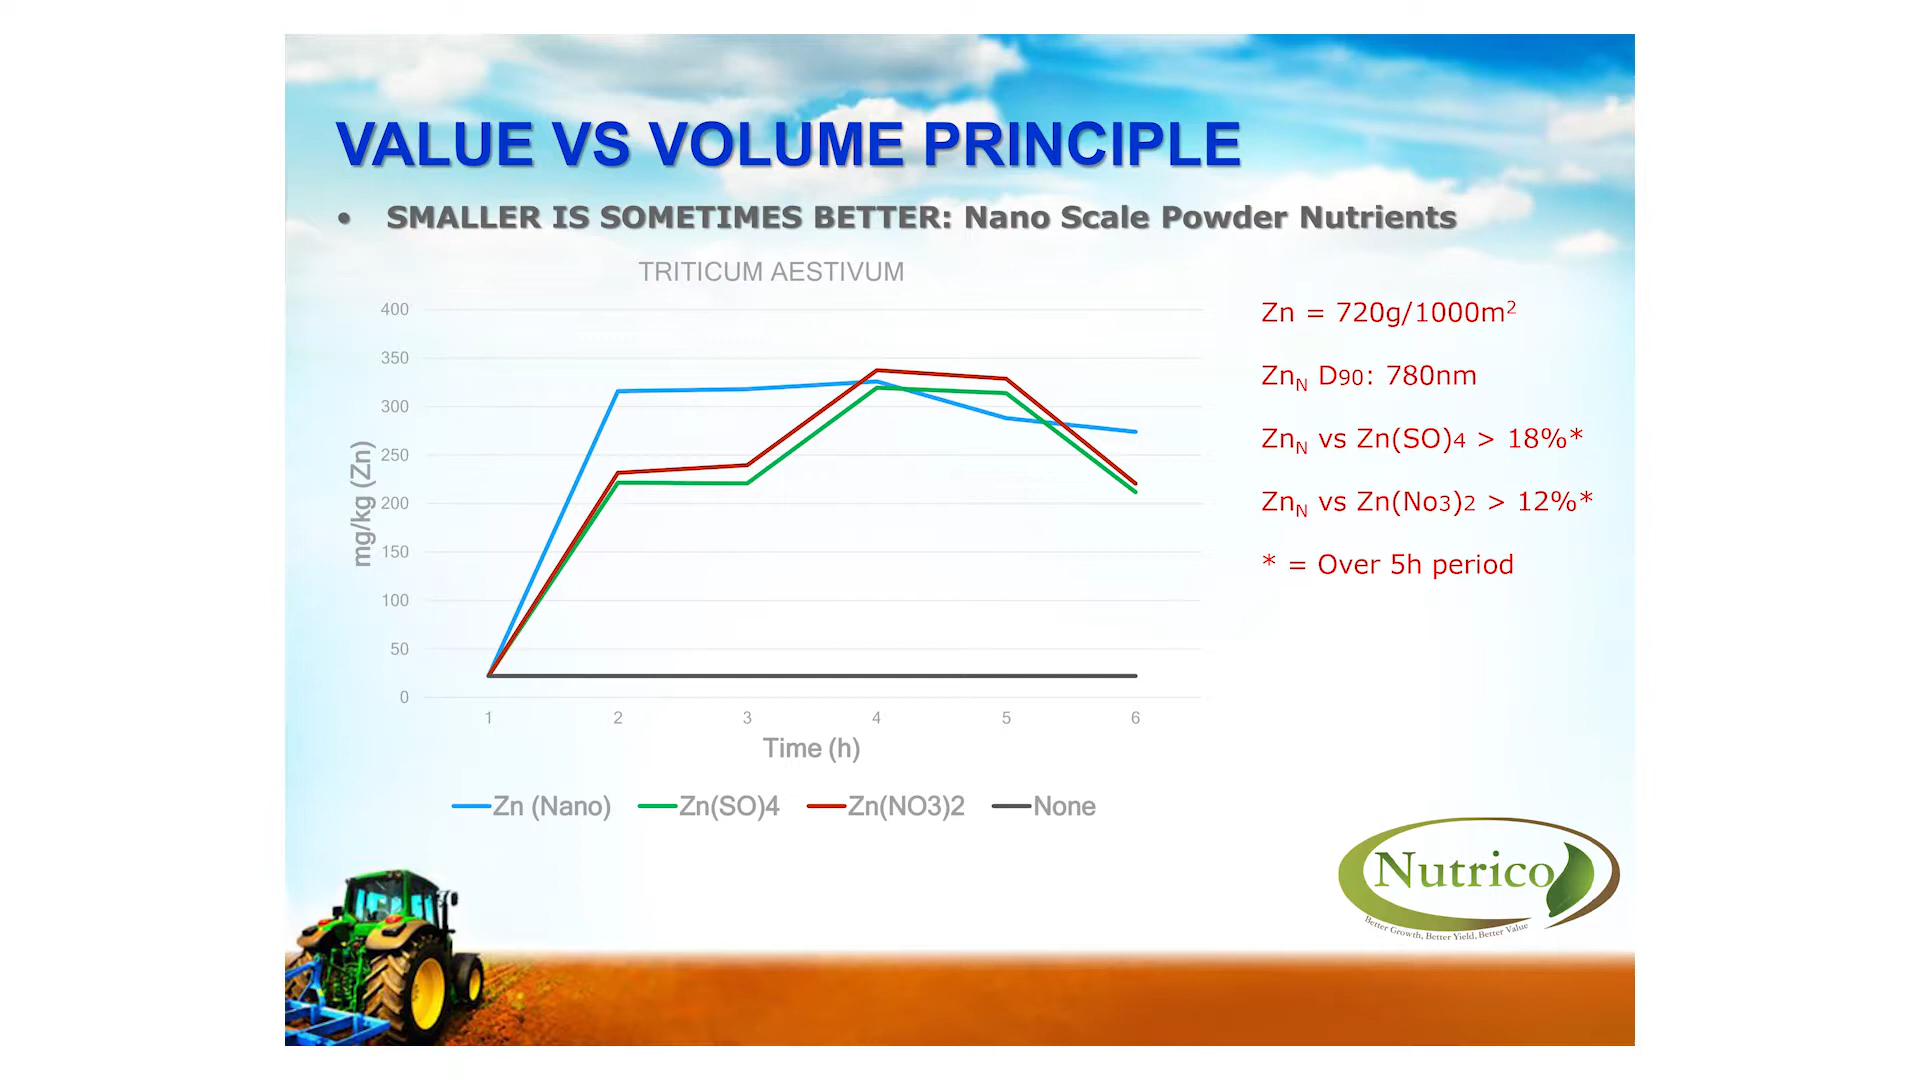 VALUE VS VOLUME PRINCIPLE
• SMALLER IS SOMETIMES BETTER: Nano Scale Powder Nutrients
TRITICUM AESTIVUM
400
350
300
250
200
150
100
50
0
mg/kg (Zn)
1 2 3 4 5 6
Time (h)
Zn (Nano) Zn(SO)4 Zn(NO3)2 None
Zn = 720g/1000m²
ZnN D90: 780nm
ZnN vs Zn(SO)4 > 18%*
ZnN vs Zn(No3)2 > 12%*
* = Over 5h period
Nutrico
Better Growth, Better Yield, Better Value